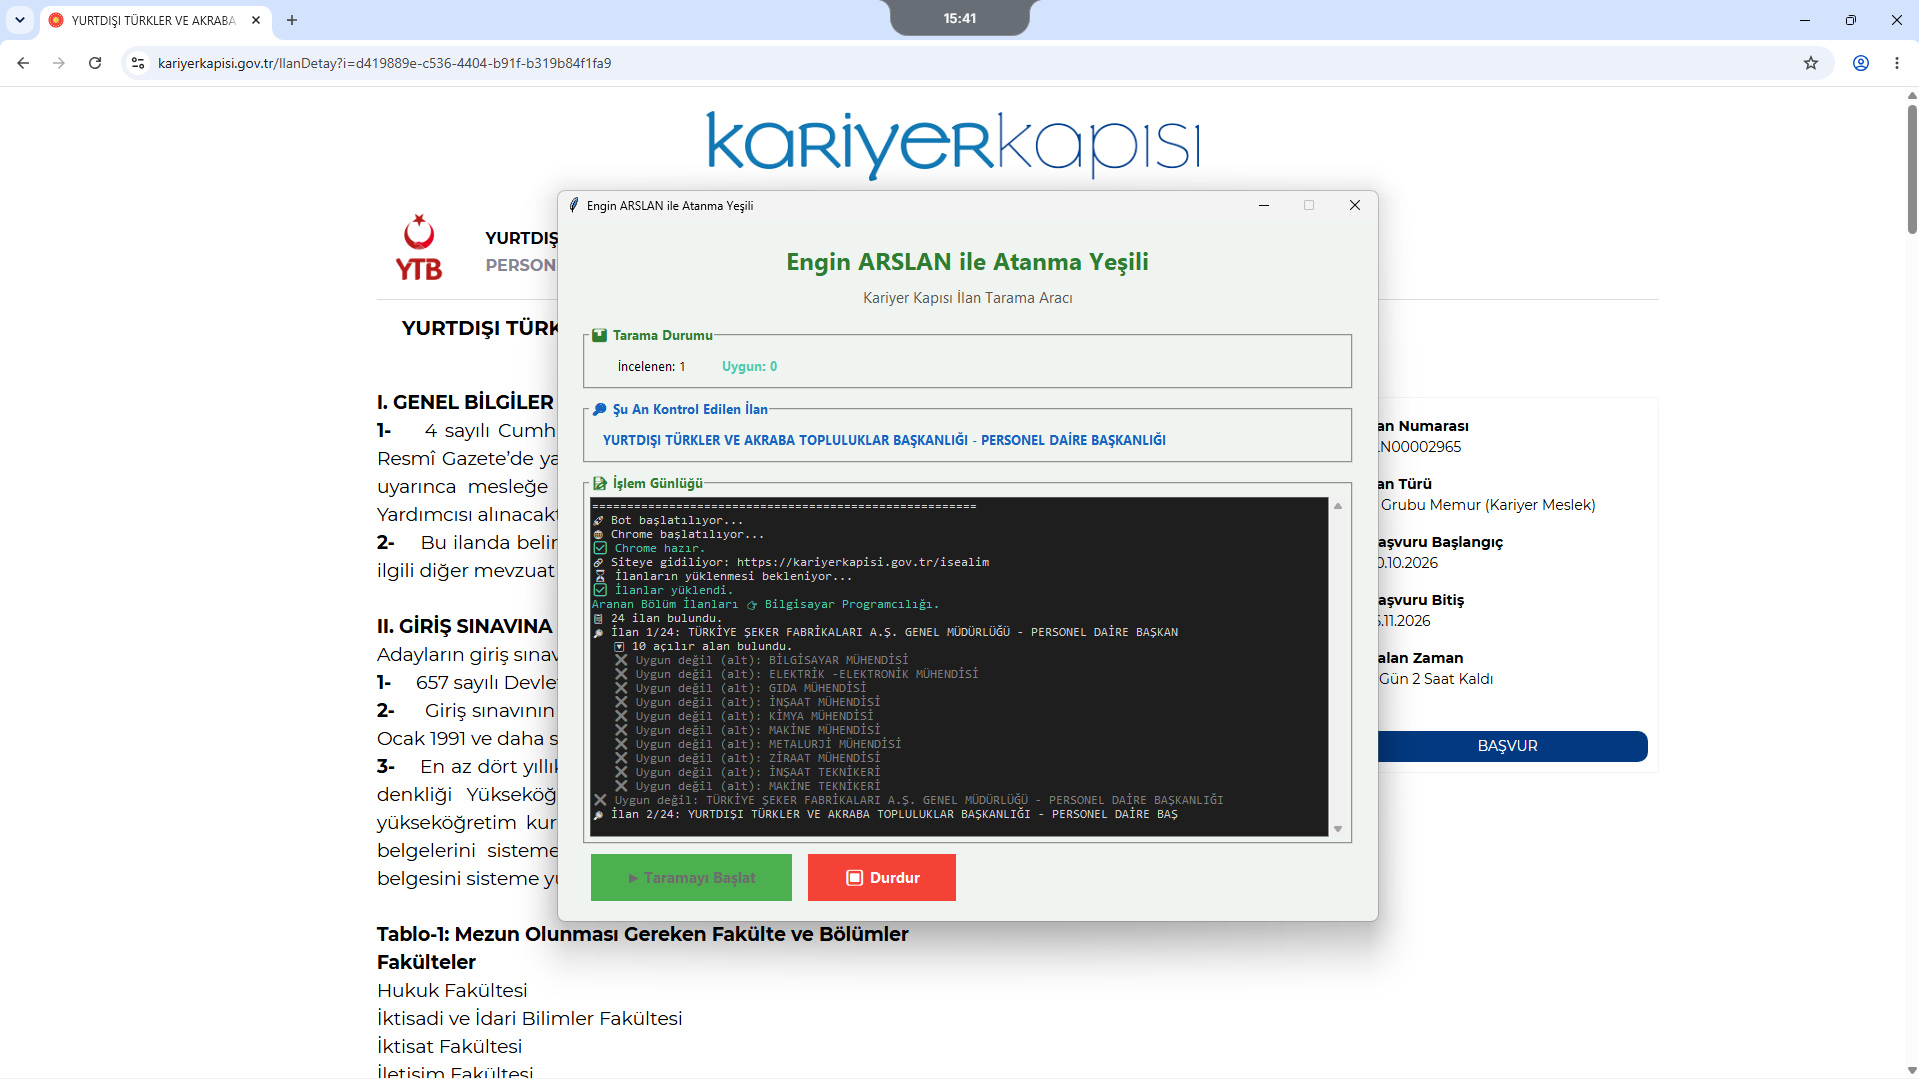 YURTDIŞI TÜRKLER VE AKRABA
15:41
kariyerkapisi.gov.tr/IlanDetay?i=d419889e-c536-4404-b91f-b319b84f1fa9
kariyerkapısı
YTB
YURTDIŞ
PERSON
YURTDIŞI TÜRK
I. GENEL BİLGİLER
1- 4 sayılı Cumh
Resmî Gazete’de ya
uyarınca mesleğe
Yardımcısı alınacakt
2- Bu ilanda belir
ilgili diğer mevzuat
II. GİRİŞ SINAVINA
Adayların giriş sınav
1- 657 sayılı Devle
2- Giriş sınavının
Ocak 1991 ve daha s
3- En az dört yıllık
denkliği Yükseköğ
yükseköğretim kur
belgelerini sisteme
belgesini sisteme yü
Tablo-1: Mezun Olunması Gereken Fakülte ve Bölümler
Fakülteler
Hukuk Fakültesi
İktisadi ve İdari Bilimler Fakültesi
İktisat Fakültesi
İletişim Fakültesi
Engin ARSLAN ile Atanma Yeşili
Engin ARSLAN ile Atanma Yeşili
Kariyer Kapısı İlan Tarama Aracı
Tarama Durumu
İncelenen: 1 Uygun: 0
Şu An Kontrol Edilen İlan
YURTDIŞI TÜRKLER VE AKRABA TOPLULUKLAR BAŞKANLIĞI - PERSONEL DAİRE BAŞKANLIĞI
İşlem Günlüğü
=======================================================
🚀 Bot başlatılıyor...
🌐 Chrome başlatılıyor...
✅ Chrome hazır.
🔗 Siteye gidiliyor: https://kariyerkapisi.gov.tr/isealim
⏳ İlanların yüklenmesi bekleniyor...
✅ İlanlar yüklendi.
Aranan Bölüm İlanları 👉 Bilgisayar Programcılığı.
📋 24 ilan bulundu.
🔎 İlan 1/24: TÜRKİYE ŞEKER FABRİKALARI A.Ş. GENEL MÜDÜRLÜĞÜ - PERSONEL DAİRE BAŞKAN
🔽 10 açılır alan bulundu.
❌ Uygun değil (alt): BİLGİSAYAR MÜHENDİSİ
❌ Uygun değil (alt): ELEKTRİK -ELEKTRONİK MÜHENDİSİ
❌ Uygun değil (alt): GIDA MÜHENDİSİ
❌ Uygun değil (alt): İNŞAAT MÜHENDİSİ
❌ Uygun değil (alt): KİMYA MÜHENDİSİ
❌ Uygun değil (alt): MAKİNE MÜHENDİSİ
❌ Uygun değil (alt): METALURJİ MÜHENDİSİ
❌ Uygun değil (alt): ZİRAAT MÜHENDİSİ
❌ Uygun değil (alt): İNŞAAT TEKNİKERİ
❌ Uygun değil (alt): MAKİNE TEKNİKERİ
❌ Uygun değil: TÜRKİYE ŞEKER FABRİKALARI A.Ş. GENEL MÜDÜRLÜĞÜ - PERSONEL DAİRE BAŞKANLIĞI
🔎 İlan 2/24: YURTDIŞI TÜRKLER VE AKRABA TOPLULUKLAR BAŞKANLIĞI - PERSONEL DAİRE BAŞ
► Taramayı Başlat
Durdur
an Numarası
N00002965
an Türü
Grubu Memur (Kariyer Meslek)
aşvuru Başlangıç
0.10.2026
aşvuru Bitiş
.11.2026
alan Zaman
Gün 2 Saat Kaldı
BAŞVUR